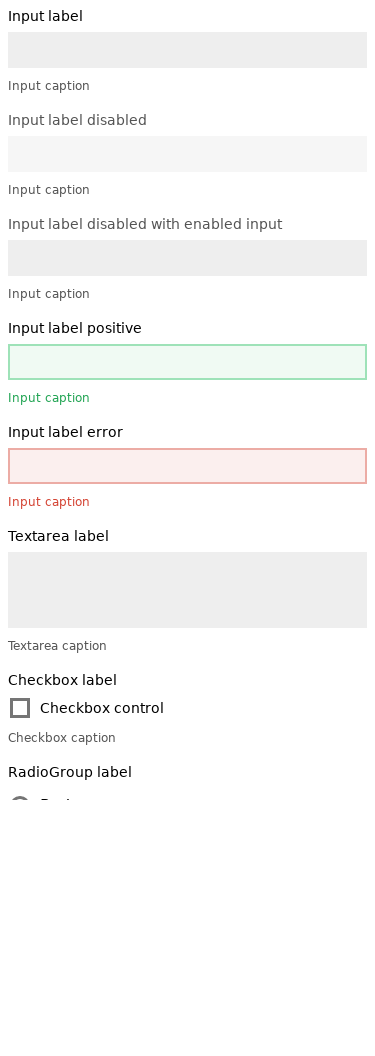 Input label
Input caption
Input label disabled
Input caption
Input label disabled with enabled input
Input caption
Input label positive
Input caption
Input label error
Input caption
Textarea label
Textarea caption
Checkbox label
Checkbox control
Checkbox caption
RadioGroup label